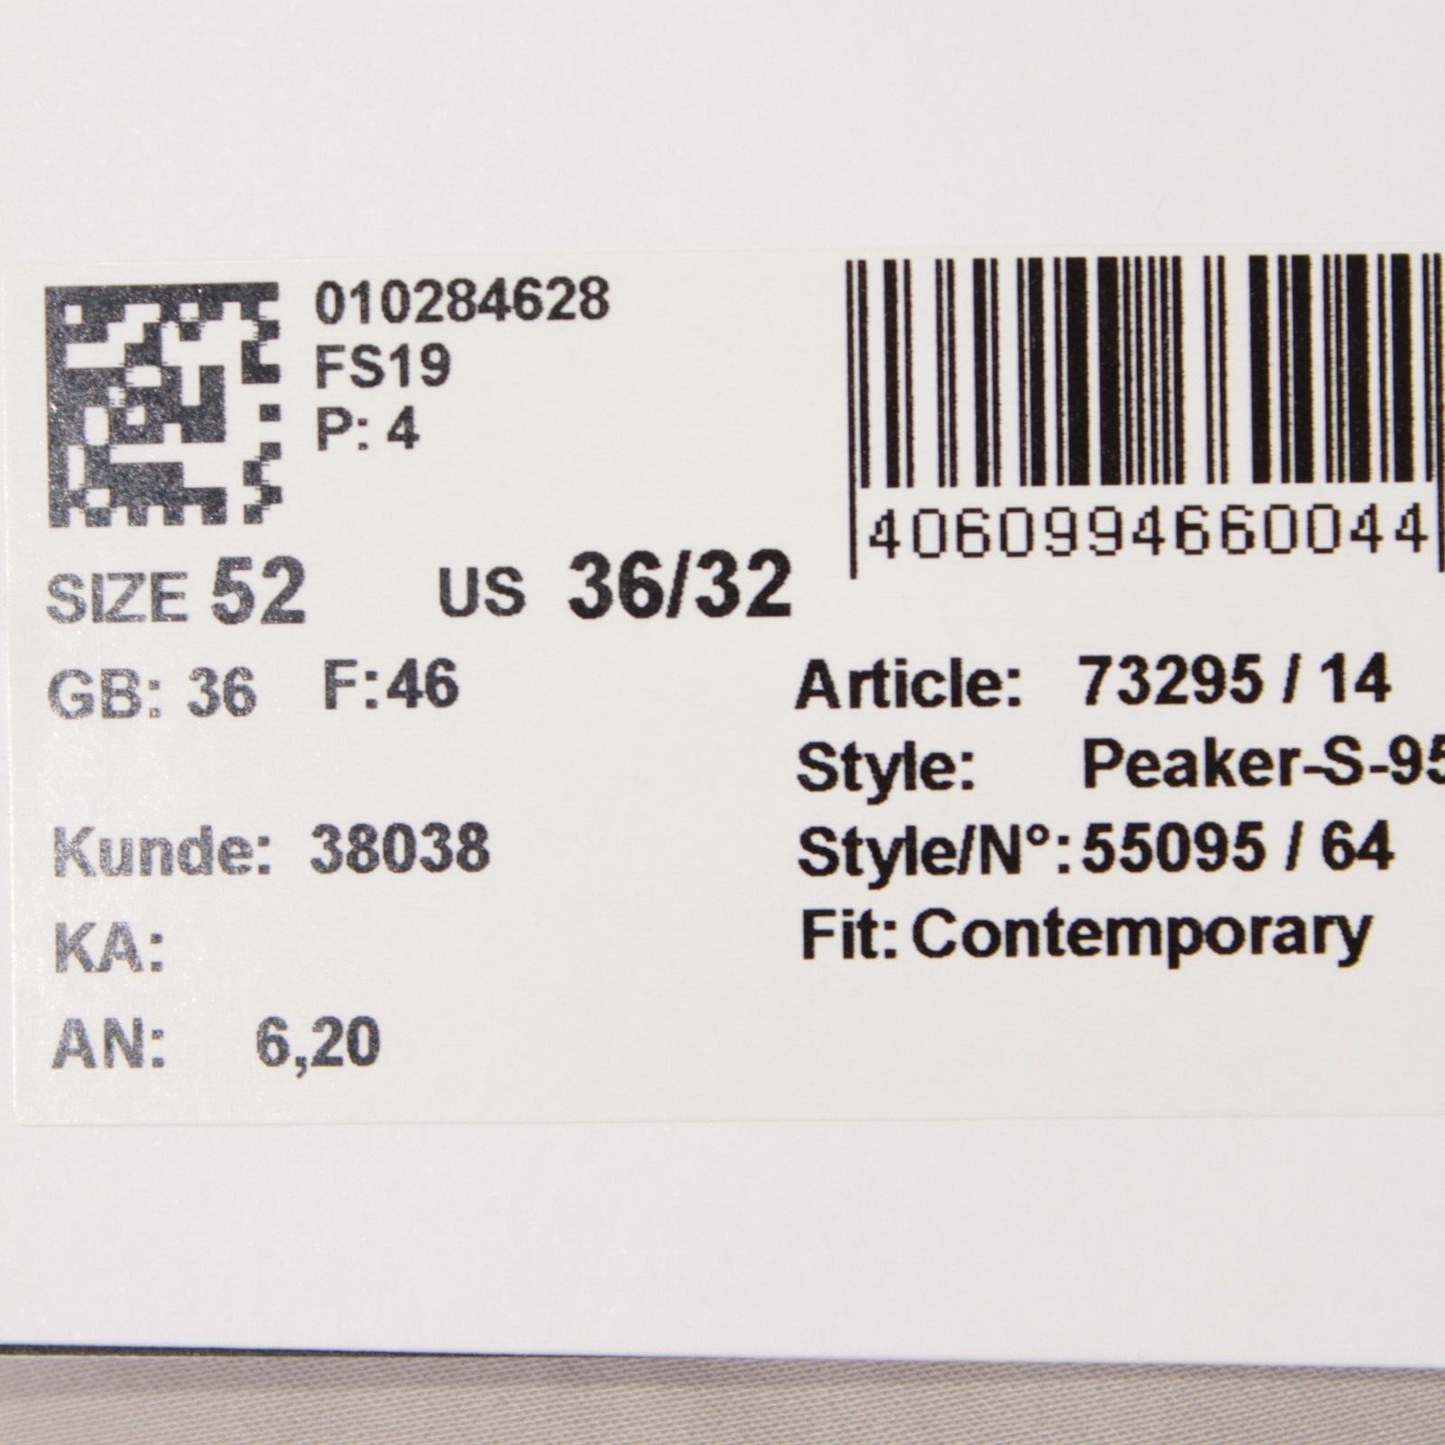 010284628
FS19
P: 4
4060994660044
SIZE 52 US 36/32
GB: 36 F:46
Article: 73295 / 14
Style: Peaker-S-95
Style/N°: 55095 / 64
Fit: Contemporary
Kunde: 38038
KA:
AN: 6,20